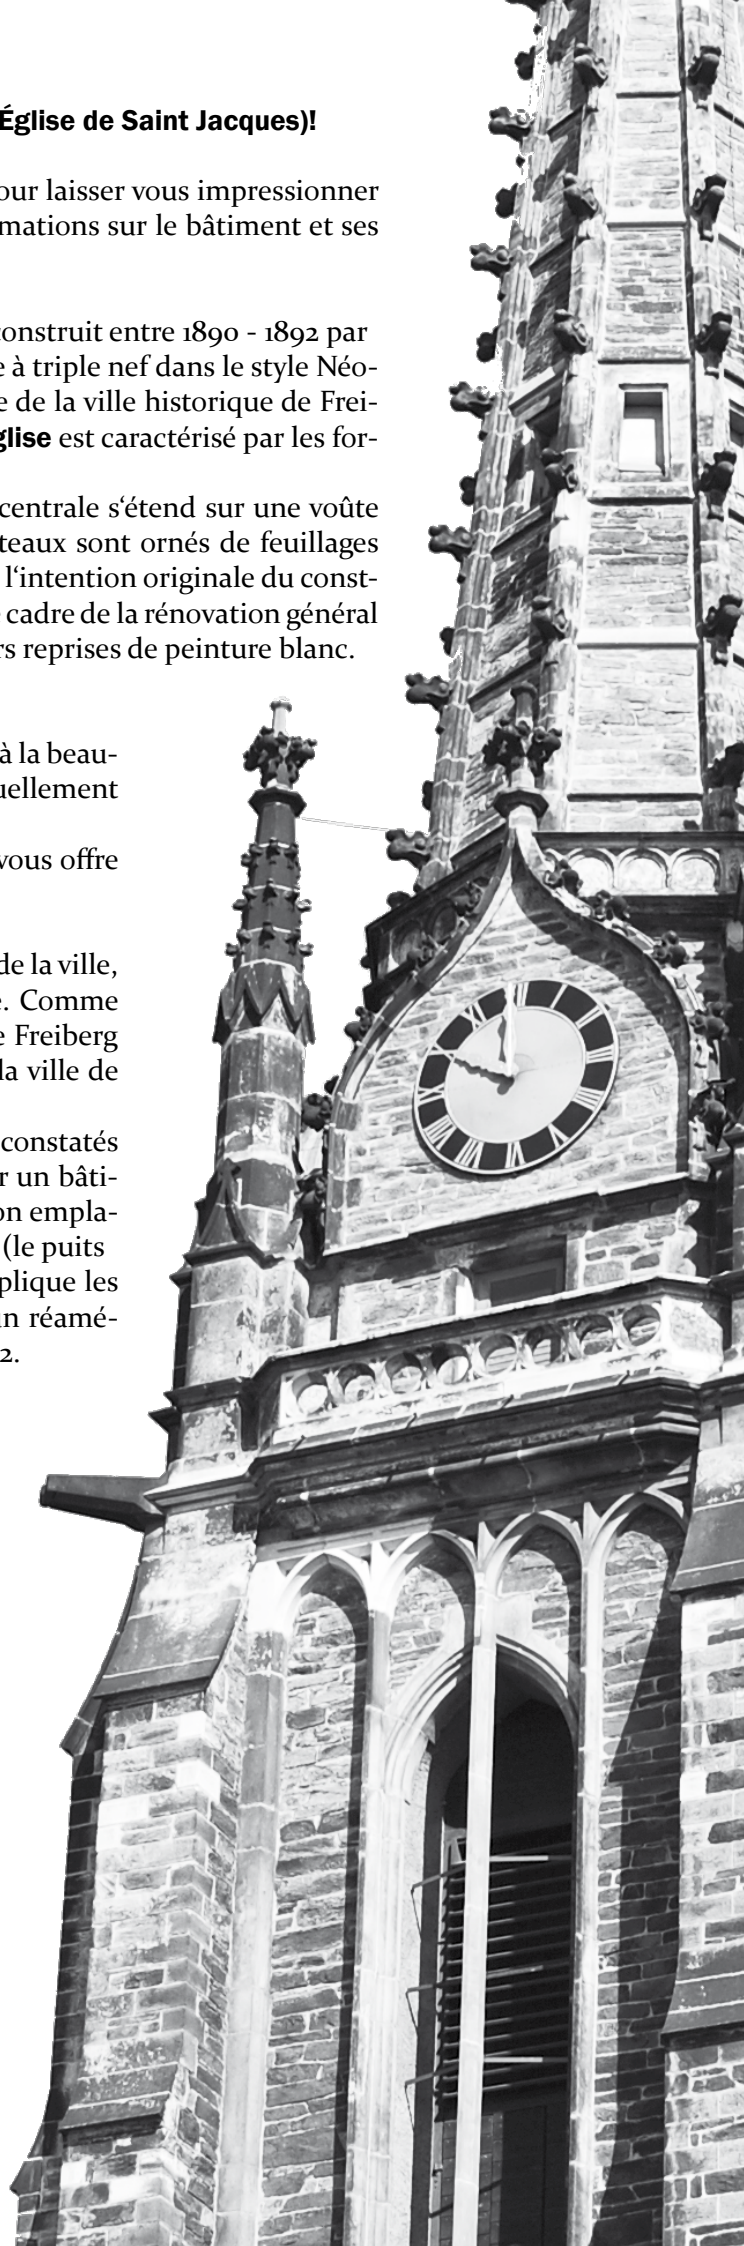 Église de Saint Jacques)!
our laisser vous impressionner
mations sur le bâtiment et ses
construit entre 1890 - 1892 par
e à triple nef dans le style Néo-
e de la ville historique de Frei-
glise est caractérisé par les for-
centrale s‘étend sur une voûte
teaux sont ornés de feuillages
l‘intention originale du const-
cadre de la rénovation général
rs reprises de peinture blanc.
à la beau-
uellement
vous offre
de la ville,
e. Comme
e Freiberg
la ville de
constatés
r un bâti-
on empla-
(le puits
plique les
un réamé-
2.